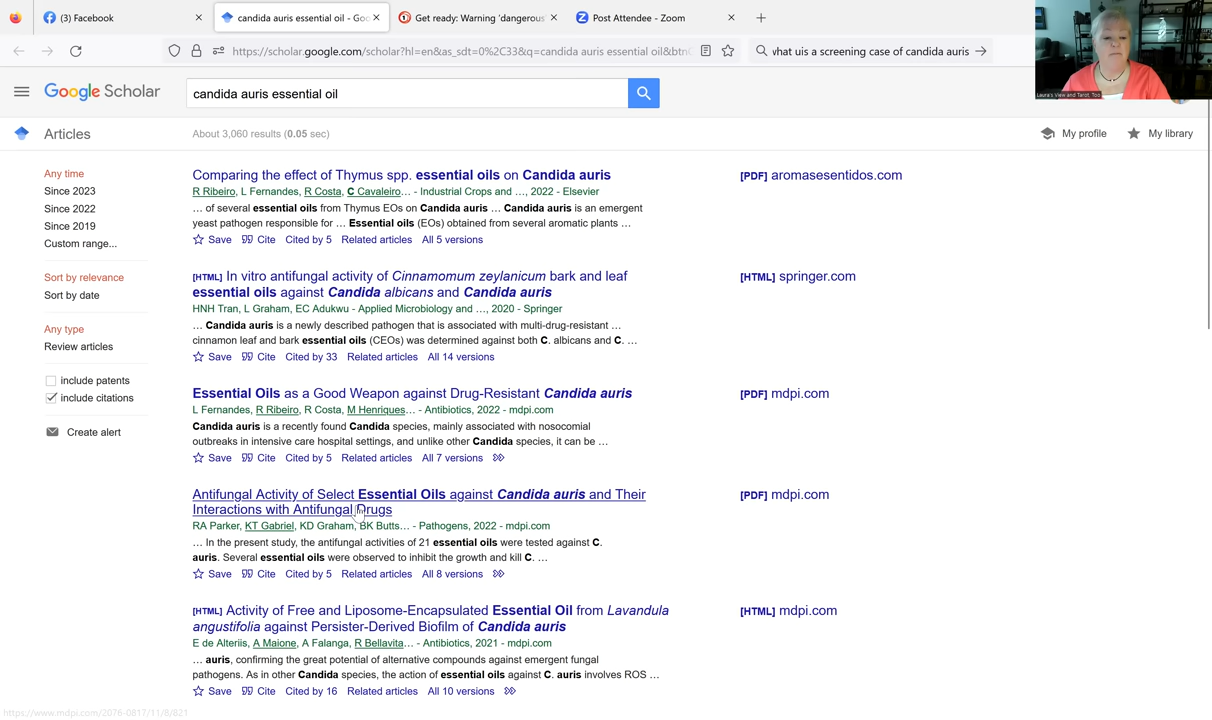 (3) Facebook
candida auris essential oil - Goo
Get ready: Warning 'dangerous
Post Attendee - Zoom
https://scholar.google.com/scholar?hl=en&as_sdt=0%2C33&q=candida auris essential oil&btn
what uis a screening case of candida auris
Laura's View and Tarot, Too
Google Scholar
candida auris essential oil
Articles
About 3,060 results (0.05 sec)
My profile
My library
Any time
Since 2023
Since 2022
Since 2019
Custom range...
Sort by relevance
Sort by date
Any type
Review articles
include patents
include citations
Create alert
Comparing the effect of Thymus spp. essential oils on Candida auris
[PDF] aromasesentidos.com
R Ribeiro, L Fernandes, R Costa, C Cavaleiro… - Industrial Crops and …, 2022 - Elsevier
… of several essential oils from Thymus EOs on Candida auris … Candida auris is an emergent
yeast pathogen responsible for … Essential oils (EOs) obtained from several aromatic plants …
Save Cite Cited by 5 Related articles All 5 versions
[HTML] In vitro antifungal activity of Cinnamomum zeylanicum bark and leaf
essential oils against Candida albicans and Candida auris
[HTML] springer.com
HNH Tran, L Graham, EC Adukwu - Applied Microbiology and …, 2020 - Springer
… Candida auris is a newly described pathogen that is associated with multi-drug-resistant …
cinnamon leaf and bark essential oils (CEOs) was determined against both C. albicans and C. …
Save Cite Cited by 33 Related articles All 14 versions
Essential Oils as a Good Weapon against Drug-Resistant Candida auris
[PDF] mdpi.com
L Fernandes, R Ribeiro, R Costa, M Henriques… - Antibiotics, 2022 - mdpi.com
Candida auris is a recently found Candida species, mainly associated with nosocomial
outbreaks in intensive care hospital settings, and unlike other Candida species, it can be …
Save Cite Cited by 5 Related articles All 7 versions
Antifungal Activity of Select Essential Oils against Candida auris and Their
Interactions with Antifungal Drugs
[PDF] mdpi.com
RA Parker, KT Gabriel, KD Graham, BK Butts… - Pathogens, 2022 - mdpi.com
… In the present study, the antifungal activities of 21 essential oils were tested against C.
auris. Several essential oils were observed to inhibit the growth and kill C. …
Save Cite Cited by 5 Related articles All 8 versions
[HTML] Activity of Free and Liposome-Encapsulated Essential Oil from Lavandula
angustifolia against Persister-Derived Biofilm of Candida auris
[HTML] mdpi.com
E de Alteriis, A Maione, A Falanga, R Bellavita… - Antibiotics, 2021 - mdpi.com
… auris, confirming the great potential of alternative compounds against emergent fungal
pathogens. As in other Candida species, the action of essential oils against C. auris involves ROS …
Save Cite Cited by 16 Related articles All 10 versions
https://www.mdpi.com/2076-0817/11/8/821